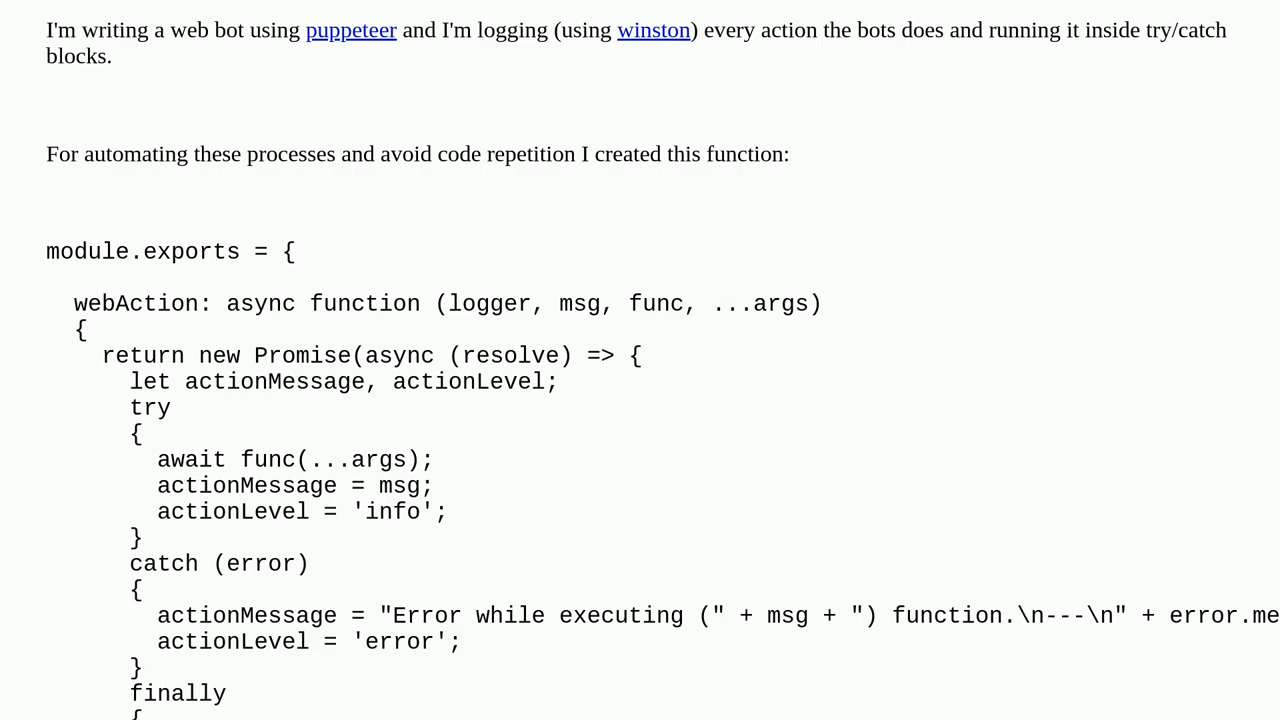 I'm writing a web bot using puppeteer and I'm logging (using winston) every action the bots does and running it inside try/catch
blocks.
For automating these processes and avoid code repetition I created this function:
module.exports = {
  webAction: async function (logger, msg, func, ...args)
  {
    return new Promise(async (resolve) => {
      let actionMessage, actionLevel;
      try
      {
        await func(...args);
        actionMessage = msg;
        actionLevel = 'info';
      }
      catch (error)
      {
        actionMessage = "Error while executing (" + msg + ") function.\n---\n" + error.me
        actionLevel = 'error';
      }
      finally
      {